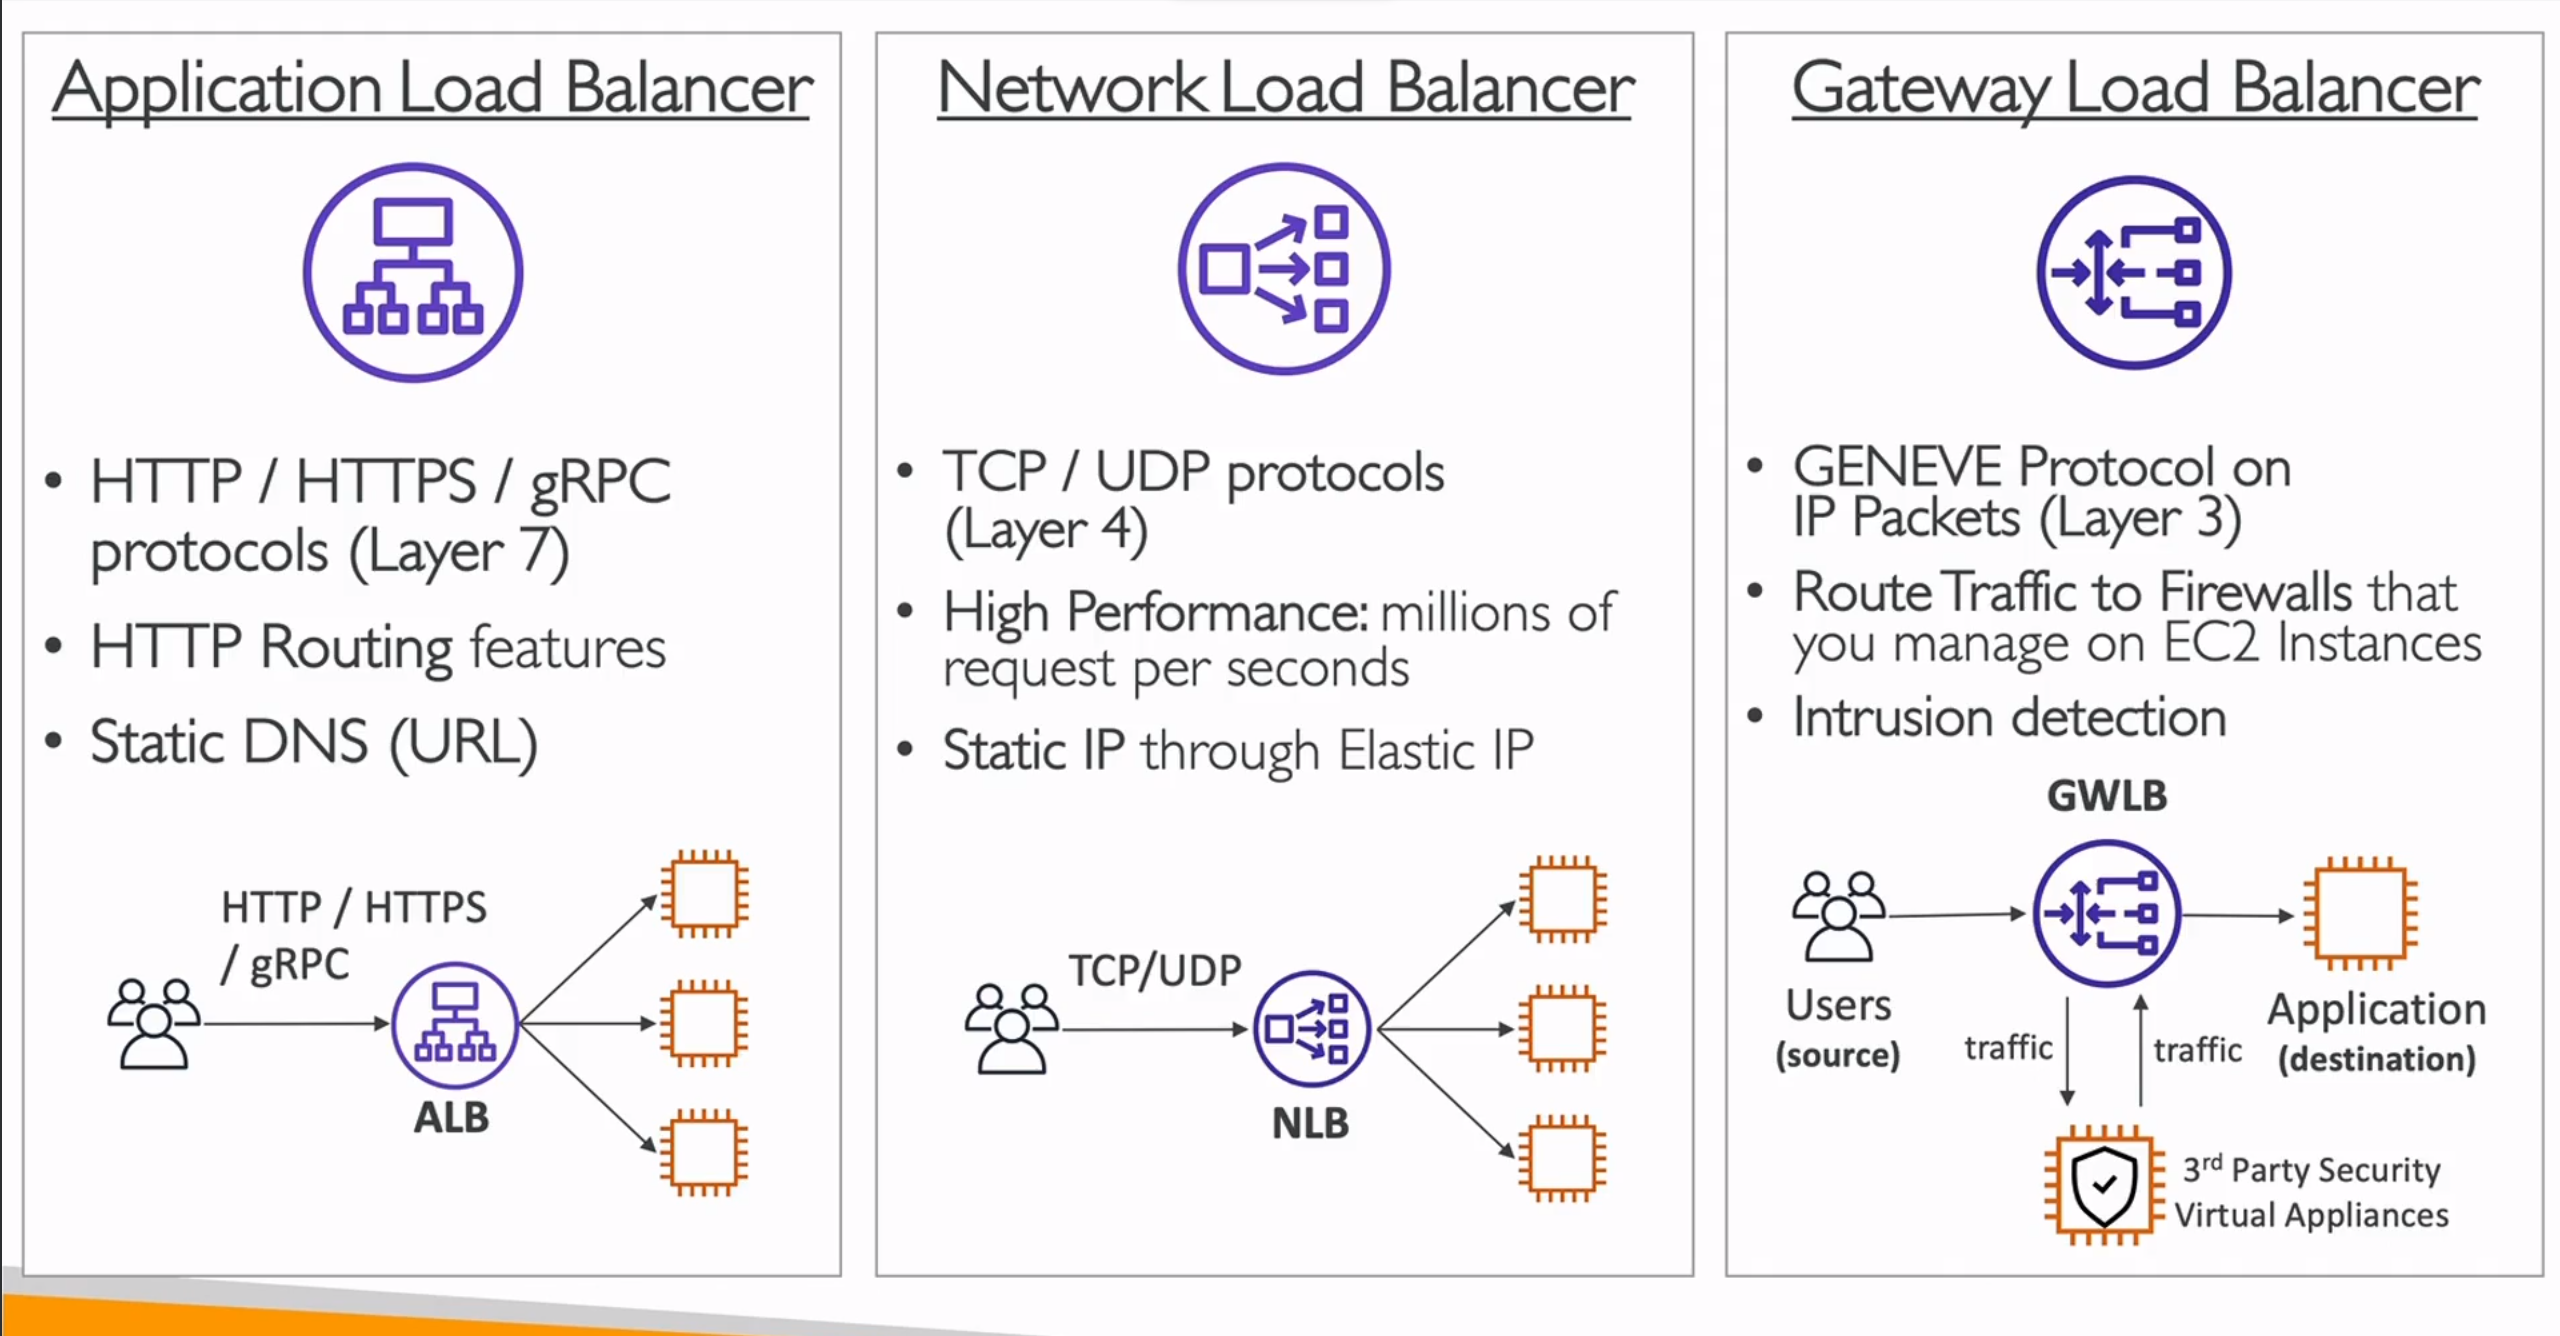 Application Load Balancer
• HTTP / HTTPS / gRPC
protocols (Layer 7)
• HTTP Routing features
• Static DNS (URL)
HTTP / HTTPS
/ gRPC
ALB
Network Load Balancer
• TCP / UDP protocols
(Layer 4)
• High Performance: millions of
request per seconds
• Static IP through Elastic IP
TCP/UDP
NLB
Gateway Load Balancer
• GENEVE Protocol on
IP Packets (Layer 3)
• Route Traffic to Firewalls that
you manage on EC2 Instances
• Intrusion detection
GWLB
Users
(source)
traffic
traffic
Application
(destination)
3rd Party Security
Virtual Appliances